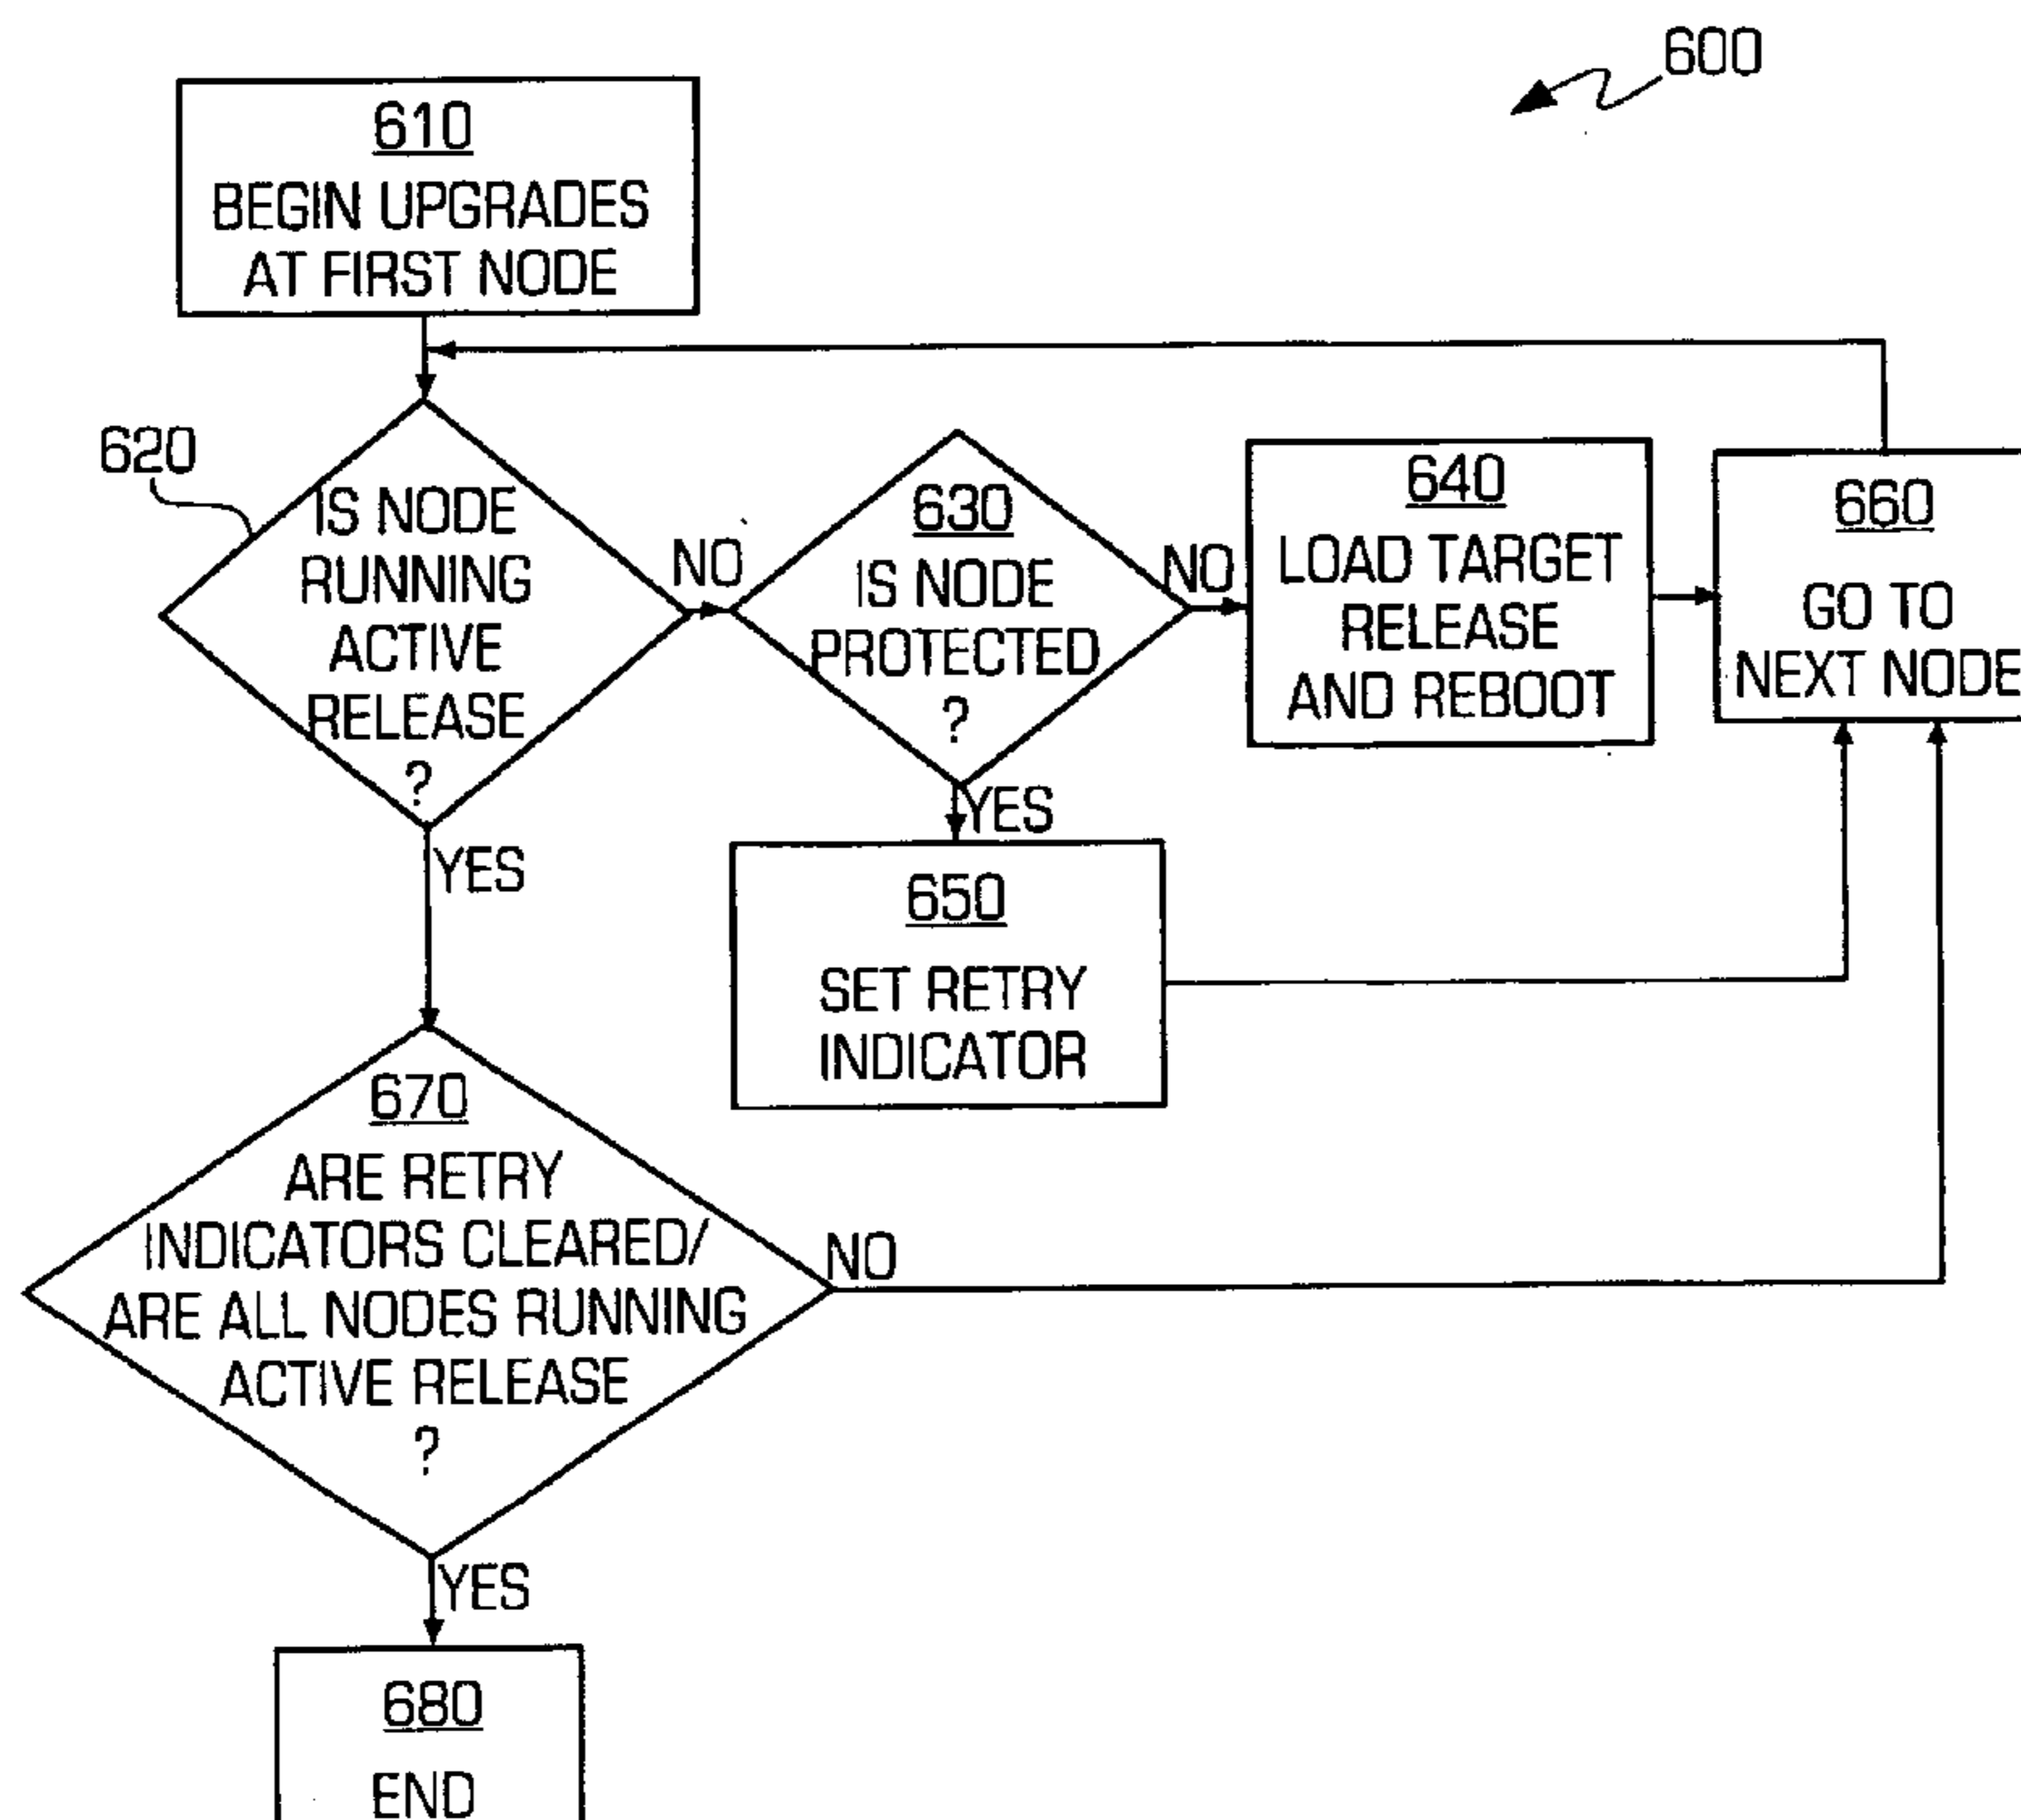 600
610
BEGIN UPGRADES
AT FIRST NODE
620
IS NODE
RUNNING
ACTIVE
RELEASE
?
NO
630
IS NODE
PROTECTED
?
NO
640
LOAD TARGET
RELEASE
AND REBOOT
660
GO TO
NEXT NODE
YES
YES
650
SET RETRY
INDICATOR
670
ARE RETRY
INDICATORS CLEARED/
ARE ALL NODES RUNNING
ACTIVE RELEASE
?
NO
YES
680
END